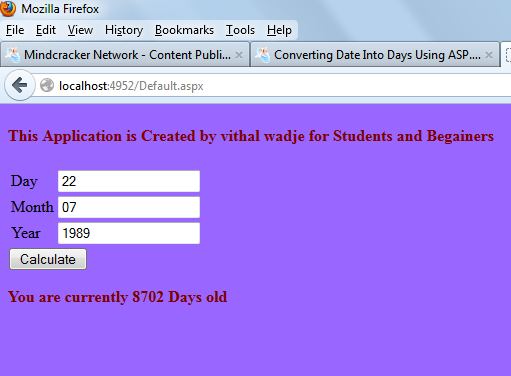 Mozilla Firefox
File Edit View History Bookmarks Tools Help
Mindcracker Network - Content Publi... × Converting Date Into Days Using ASP.... ×
localhost:4952/Default.aspx
This Application is Created by vithal wadje for Students and Begainers
Day 22
Month 07
Year 1989
Calculate
You are currently 8702 Days old